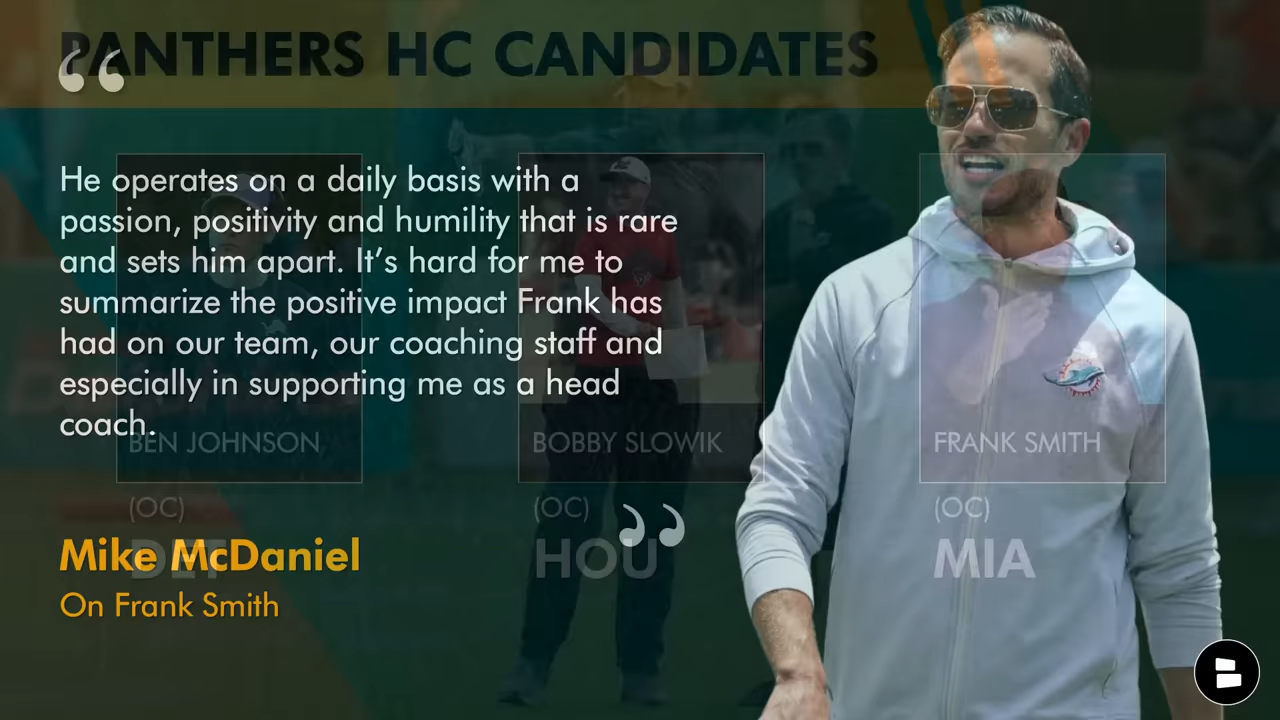 PANTHERS HC CANDIDATES
“
He operates on a daily basis with a
passion, positivity and humility that is rare
and sets him apart. It’s hard for me to
summarize the positive impact Frank has
had on our team, our coaching staff and
especially in supporting me as a head
coach.
”
BEN JOHNSON
(OC)
DET
BOBBY SLOWIK
(OC)
HOU
FRANK SMITH
(OC)
MIA
Mike McDaniel
On Frank Smith